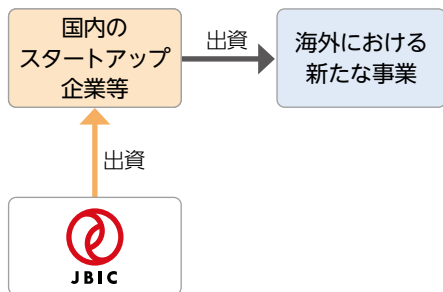 国内の
スタートアップ
企業等
出資
海外における
新たな事業
出資
JBIC